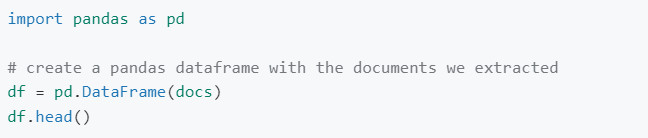 import pandas as pd
# create a pandas dataframe with the documents we extracted
df = pd.DataFrame(docs)
df.head()